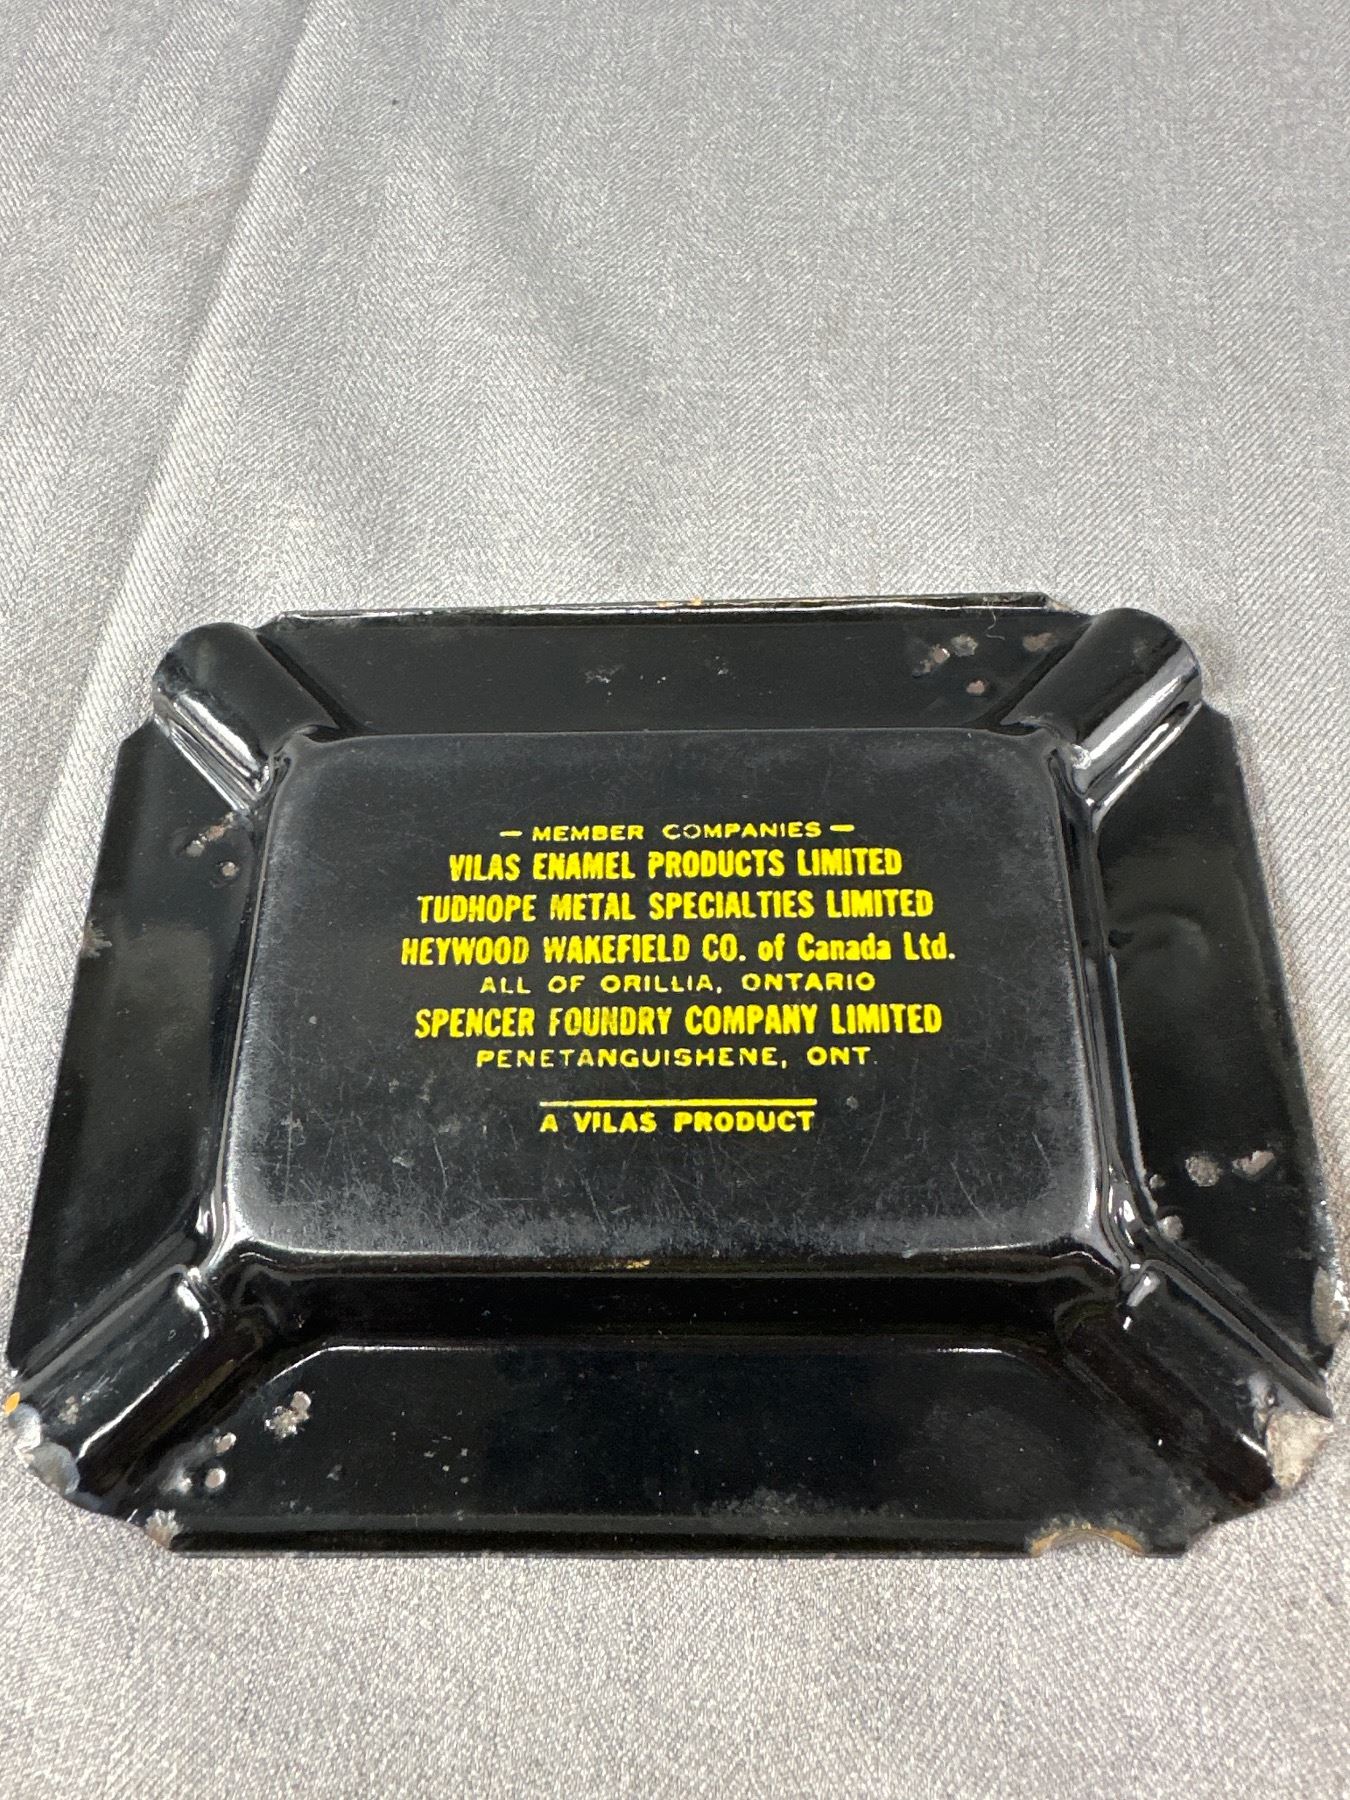 — MEMBER COMPANIES —
VILAS ENAMEL PRODUCTS LIMITED
TUDHOPE METAL SPECIALTIES LIMITED
HEYWOOD WAKEFIELD CO. of Canada Ltd.
ALL OF ORILLIA, ONTARIO
SPENCER FOUNDRY COMPANY LIMITED
PENETANGUISHENE, ONT.
A VILAS PRODUCT